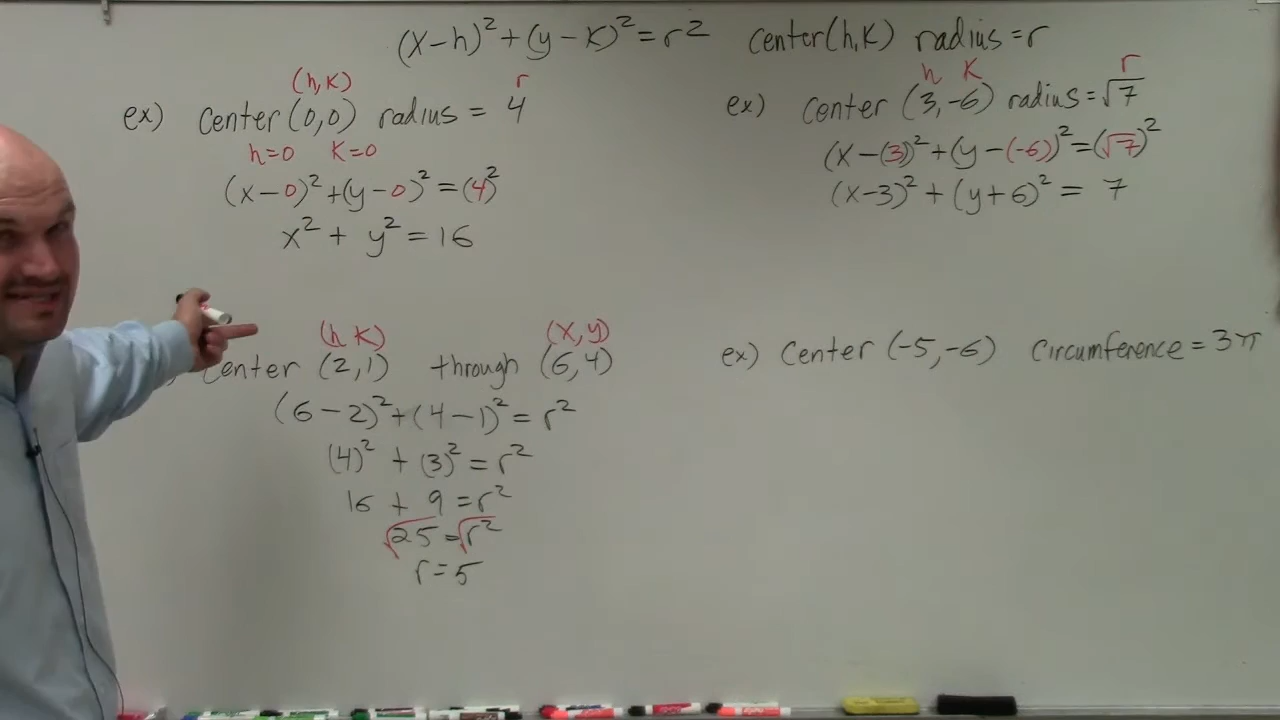 (x-h)² + (y-k)² = r² center(h,k) radius = r
(h,k) r
ex) center (0,0) radius = 4
h=0 k=0
(x-0)² + (y-0)² = (4)²
x² + y² = 16
h k r
ex) center (3,-6) radius = √7
(x-(3))² + (y-(-6))² = (√7)²
(x-3)² + (y+6)² = 7
(h k) (x,y)
center (2,1) through (6,4)
(6-2)² + (4-1)² = r²
(4)² + (3)² = r²
16 + 9 = r²
√25 = √r²
r = 5
ex) center (-5,-6) circumference = 3π